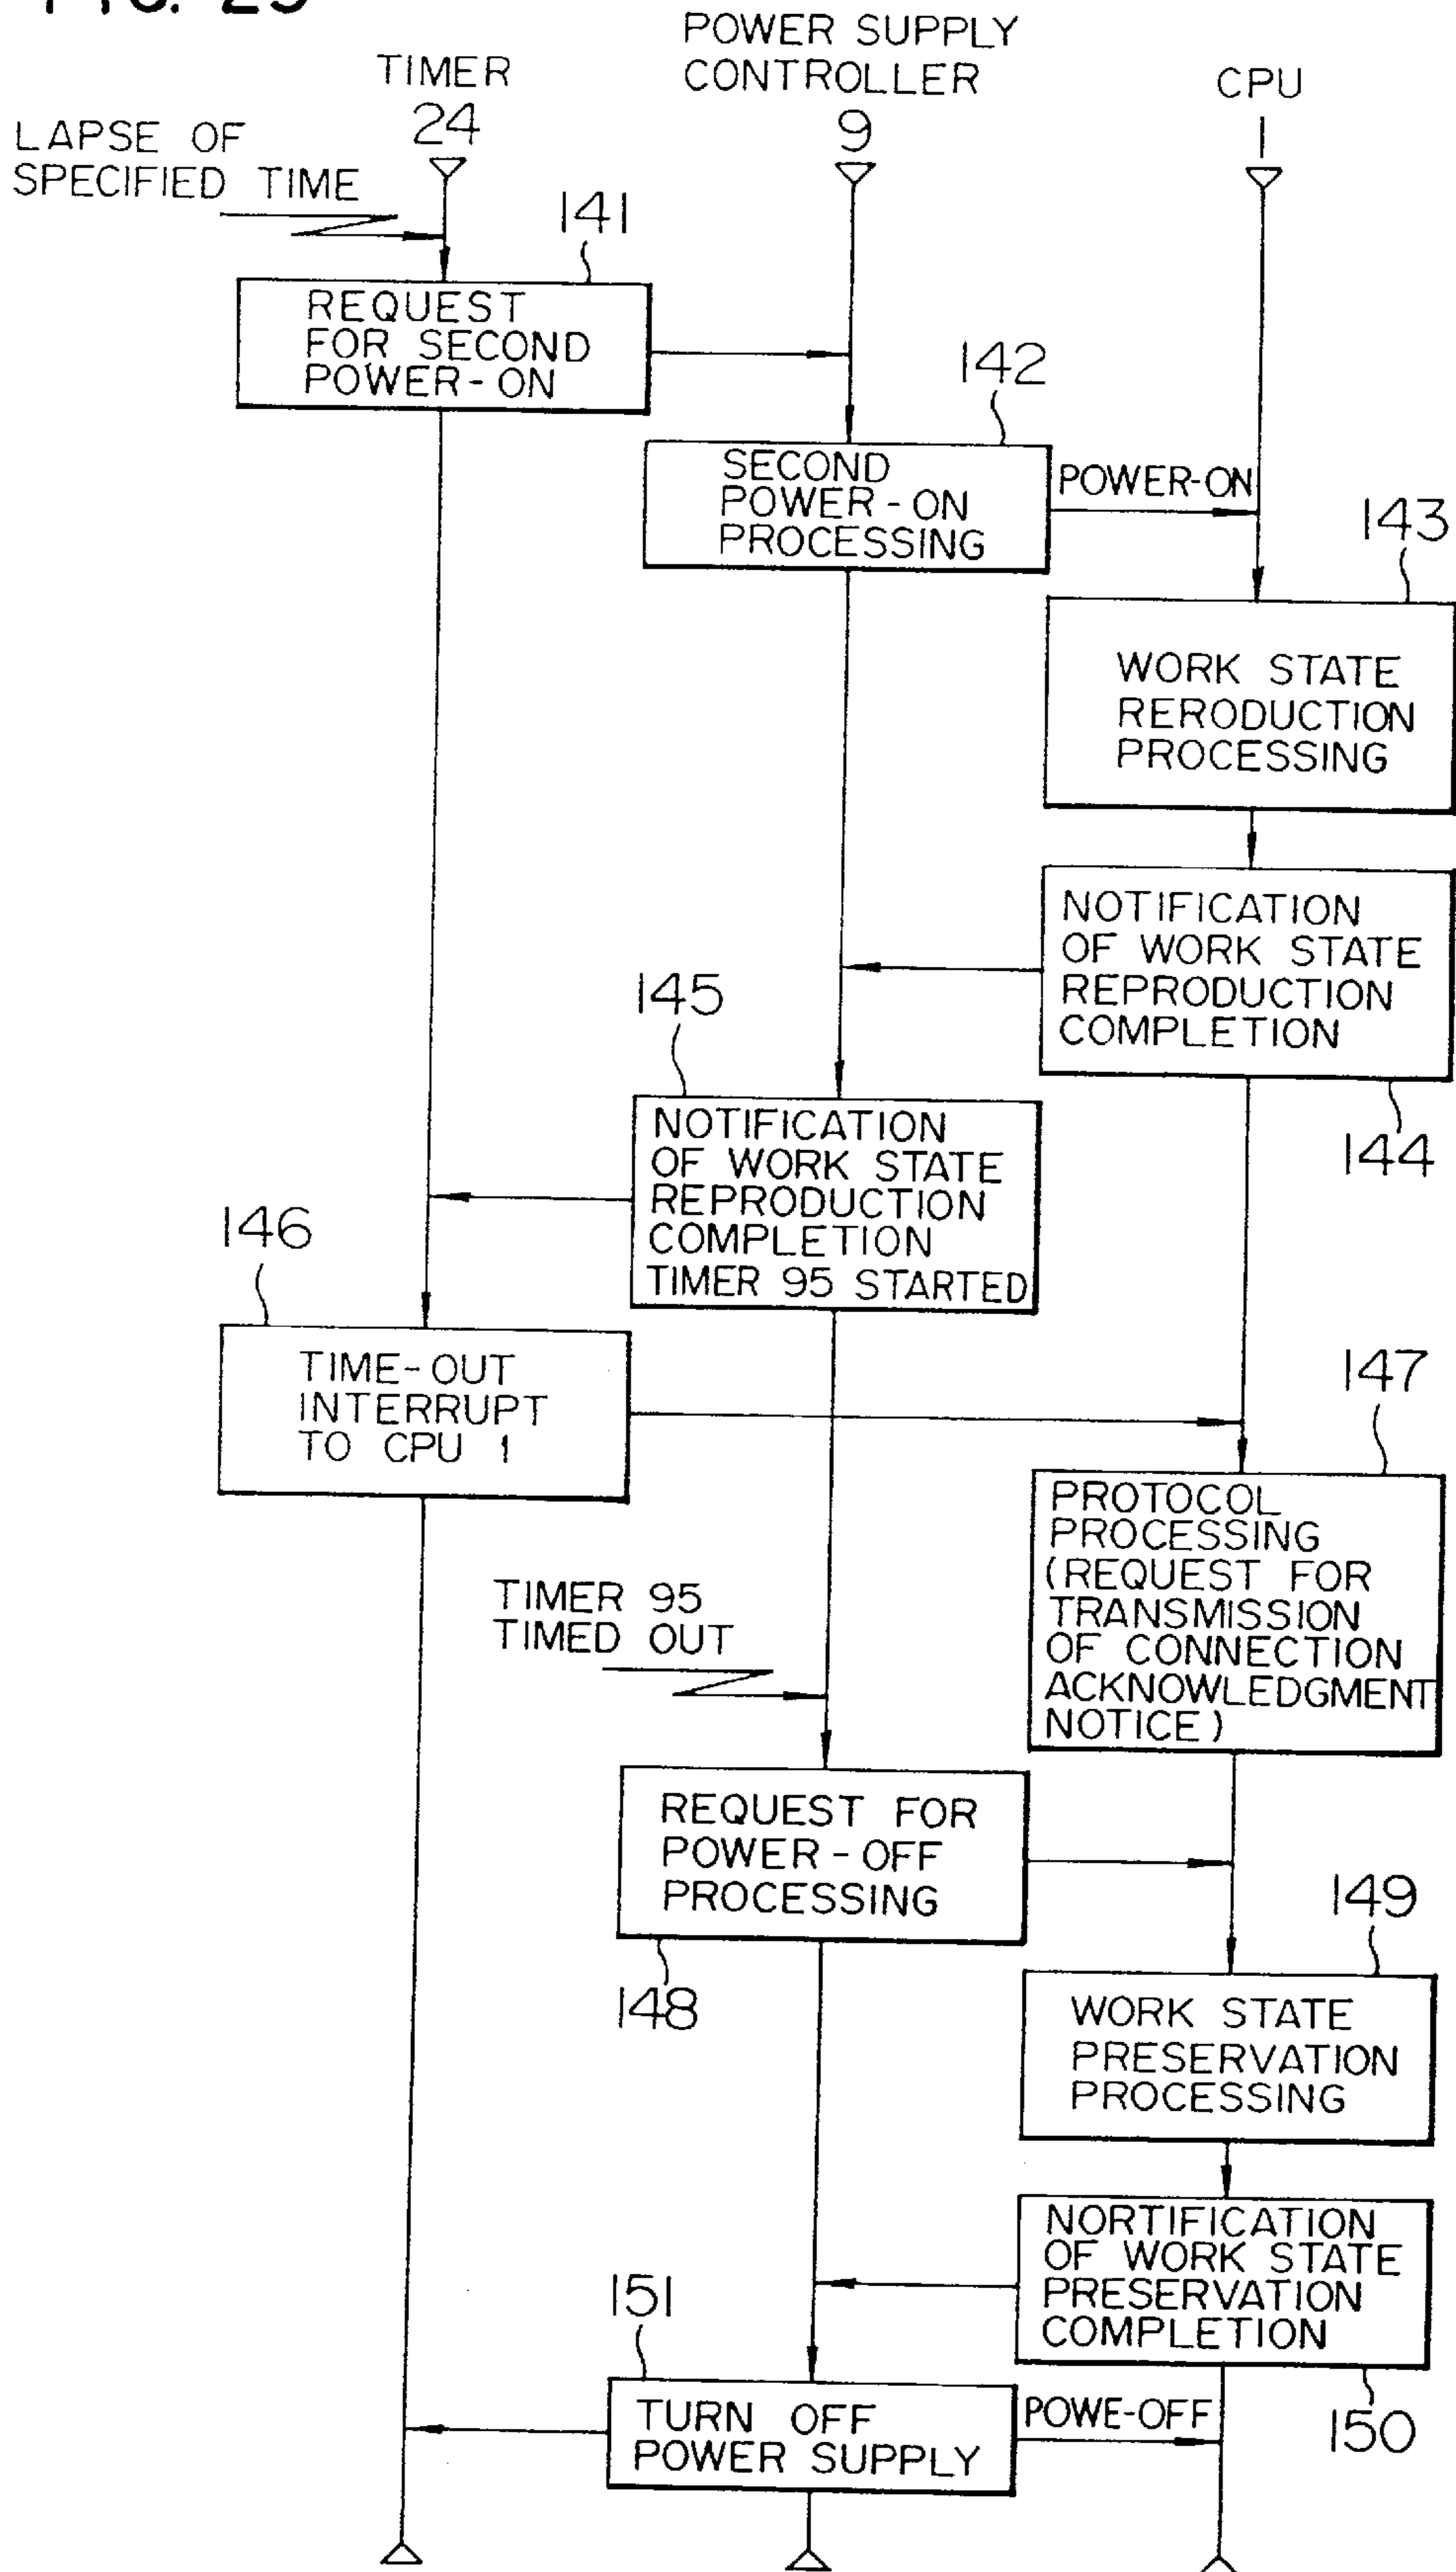 FIG. 25
TIMER
24
POWER SUPPLY
CONTROLLER
9
CPU
1
LAPSE OF
SPECIFIED TIME
141
REQUEST
FOR SECOND
POWER-ON
142
SECOND
POWER-ON
PROCESSING
POWER-ON
143
WORK STATE
RERODUCTION
PROCESSING
NOTIFICATION
OF WORK STATE
REPRODUCTION
COMPLETION
144
145
NOTIFICATION
OF WORK STATE
REPRODUCTION
COMPLETION
TIMER 95 STARTED
146
TIME-OUT
INTERRUPT
TO CPU 1
147
PROTOCOL
PROCESSING
(REQUEST FOR
TRANSMISSION
OF CONNECTION
ACKNOWLEDGMENT
NOTICE)
TIMER 95
TIMED OUT
REQUEST FOR
POWER-OFF
PROCESSING
148
149
WORK STATE
PRESERVATION
PROCESSING
NORTIFICATION
OF WORK STATE
PRESERVATION
COMPLETION
150
151
TURN OFF
POWER SUPPLY
POWE-OFF